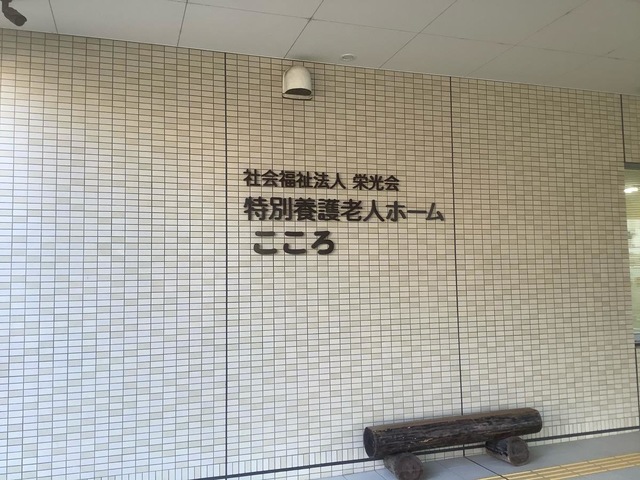 社会福祉法人 栄光会
特別養護老人ホーム
こころ